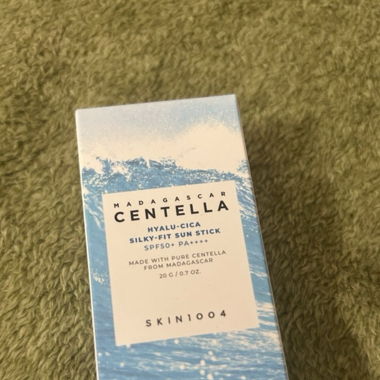 MADAGASCAR
CENTELLA
HYALU-CICA
SILKY-FIT SUN STICK
SPF50+ PA++++
MADE WITH PURE CENTELLA
FROM MADAGASCAR
20 G / 0.7 OZ.
SKIN1004